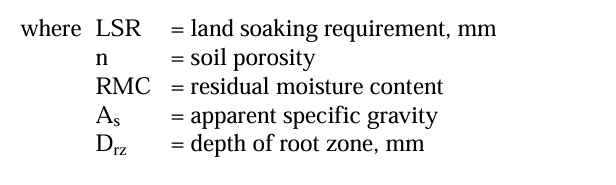 where LSR = land soaking requirement, mm
n = soil porosity
RMC = residual moisture content
As = apparent specific gravity
Drz = depth of root zone, mm